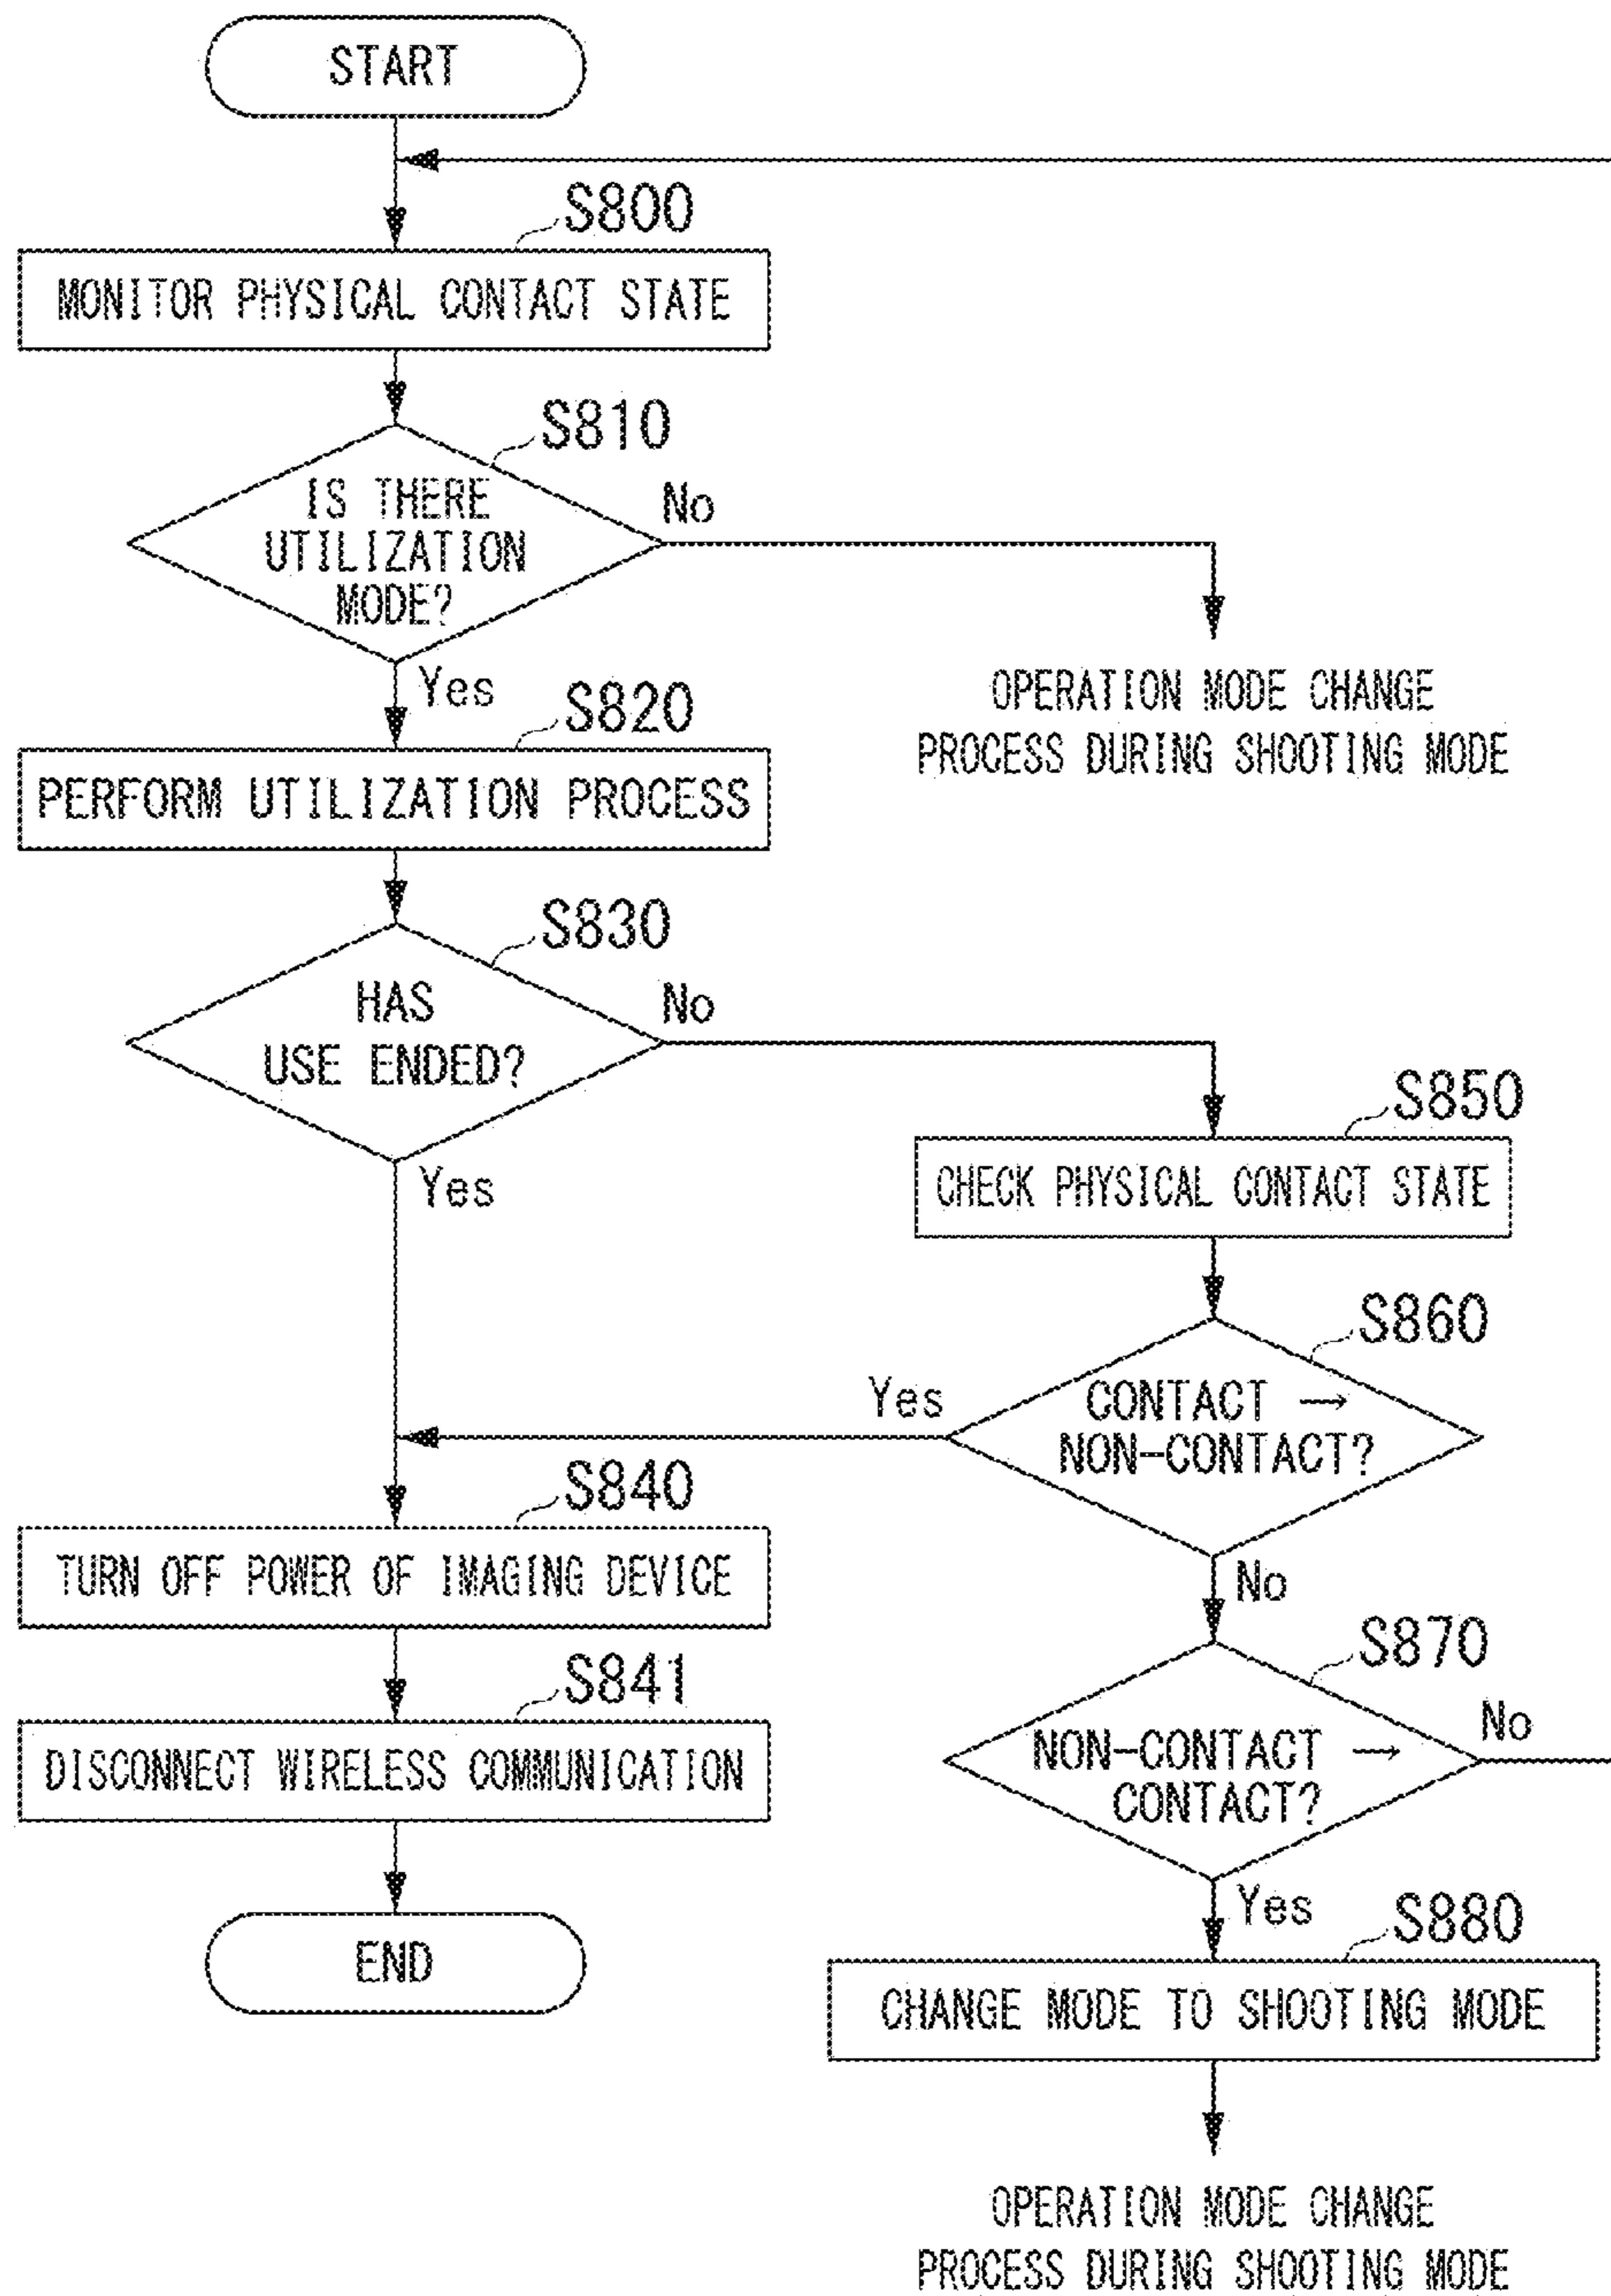 START
S800
MONITOR PHYSICAL CONTACT STATE
S810
IS THERE
UTILIZATION
MODE?
No
Yes
OPERATION MODE CHANGE
PROCESS DURING SHOOTING MODE
S820
PERFORM UTILIZATION PROCESS
S830
HAS
USE ENDED?
No
Yes
S850
CHECK PHYSICAL CONTACT STATE
S860
CONTACT →
NON-CONTACT?
Yes
No
S840
TURN OFF POWER OF IMAGING DEVICE
S841
DISCONNECT WIRELESS COMMUNICATION
END
S870
NON-CONTACT →
CONTACT?
No
Yes
S880
CHANGE MODE TO SHOOTING MODE
OPERATION MODE CHANGE
PROCESS DURING SHOOTING MODE